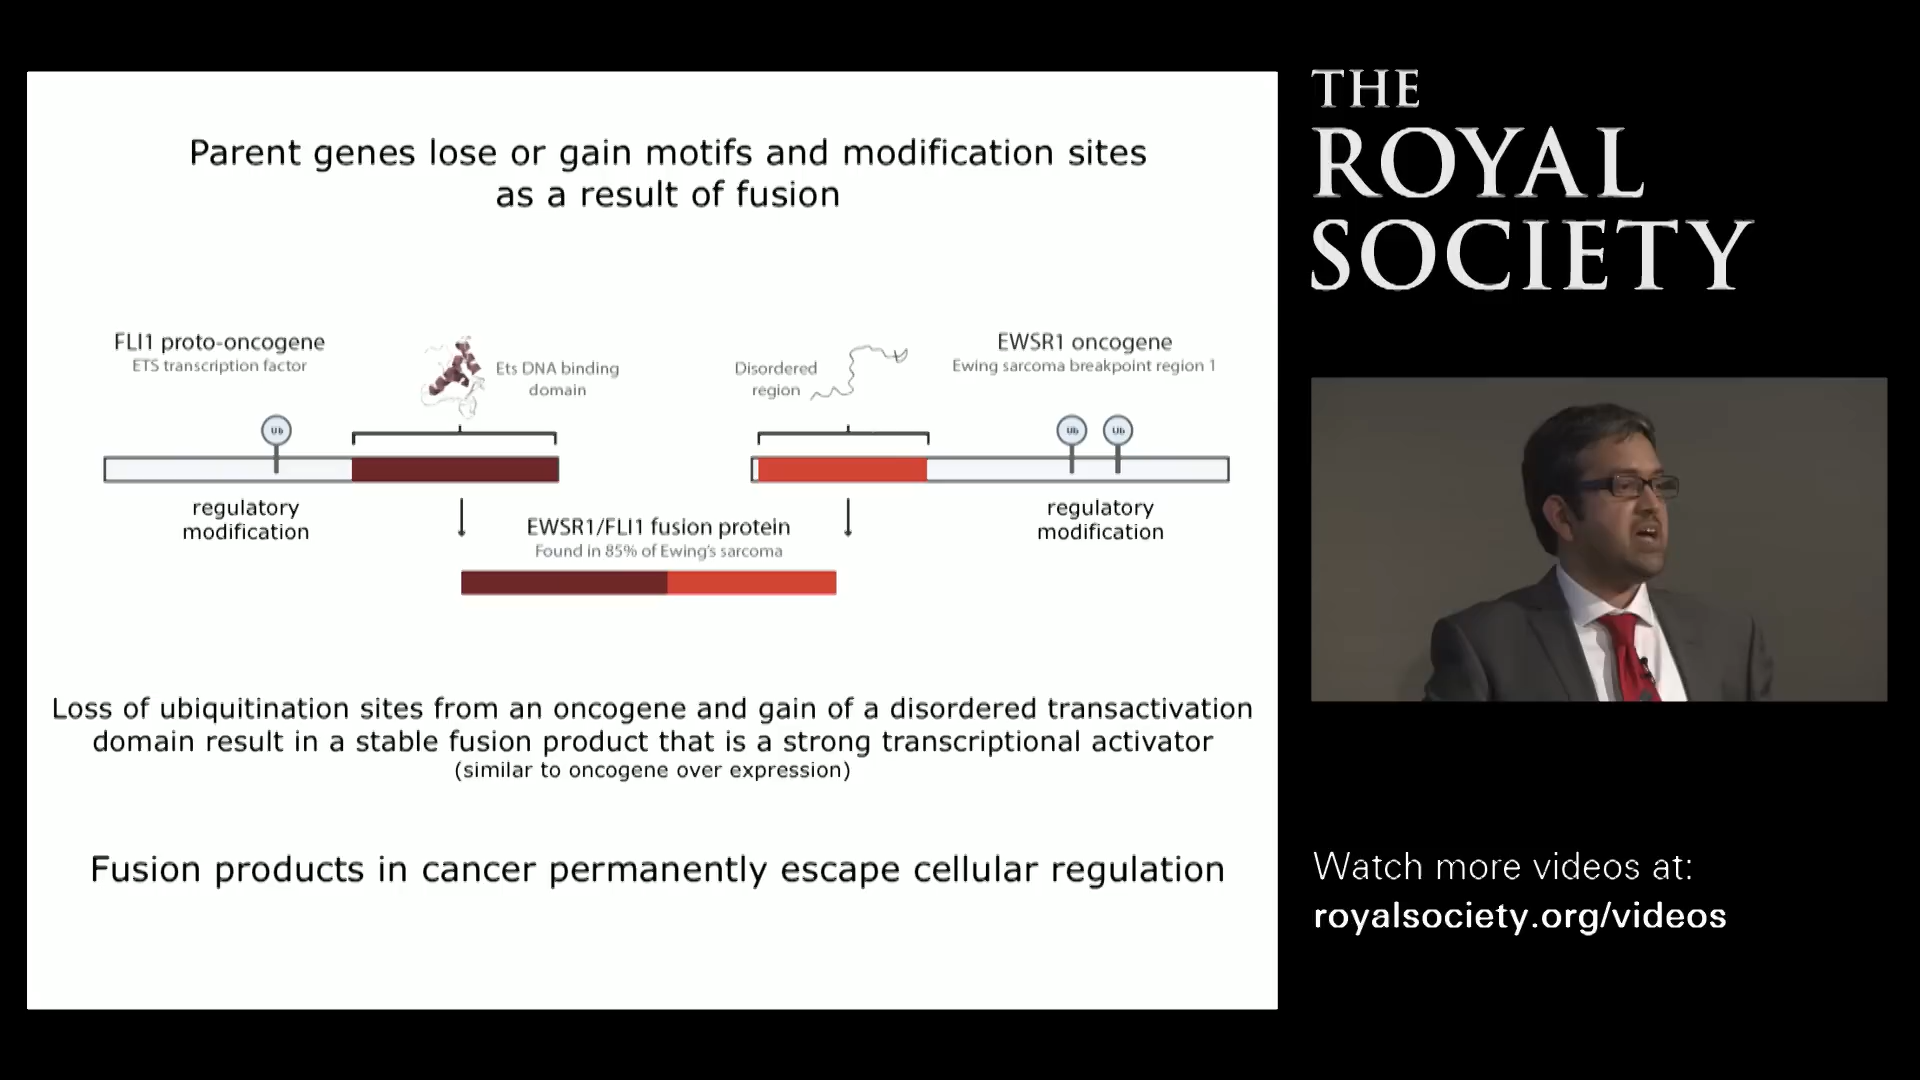 Parent genes lose or gain motifs and modification sites
as a result of fusion
FLI1 proto-oncogene
ETS transcription factor
Ets DNA binding
domain
Disordered
region
EWSR1 oncogene
Ewing sarcoma breakpoint region 1
Ub
Ub
Ub
regulatory
modification
EWSR1/FLI1 fusion protein
Found in 85% of Ewing's sarcoma
regulatory
modification
Loss of ubiquitination sites from an oncogene and gain of a disordered transactivation
domain result in a stable fusion product that is a strong transcriptional activator
(similar to oncogene over expression)
Fusion products in cancer permanently escape cellular regulation
THE
ROYAL
SOCIETY
Watch more videos at:
royalsociety.org/videos